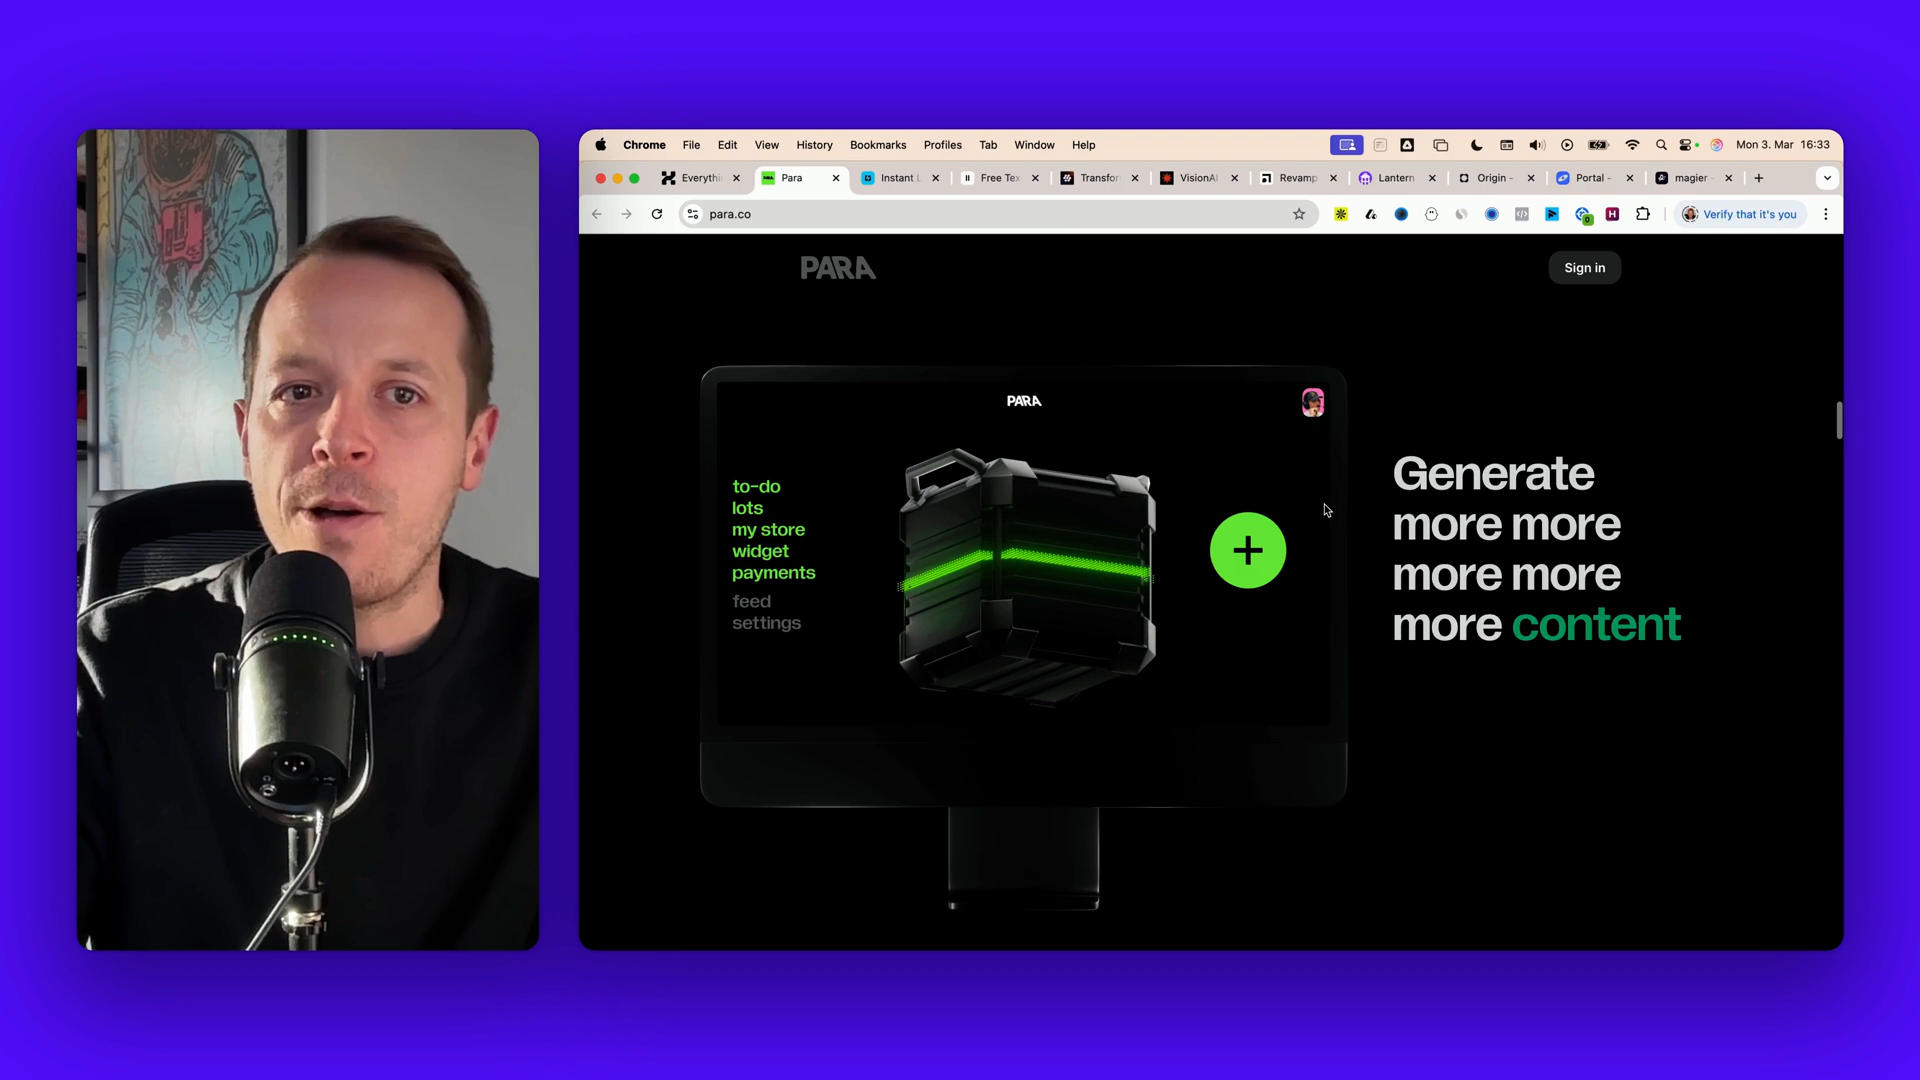 Chrome File Edit View History Bookmarks Profiles Tab Window Help Mon 3. Mar 16:33
Everythi Para Instant L Free Tex Transfor VisionAI Revamp Lantern Origin - Portal - magier -
para.co Verify that it's you
PARA Sign in
PARA
to-do
lots
my store
widget
payments
feed
settings
Generate
more more
more more
more content